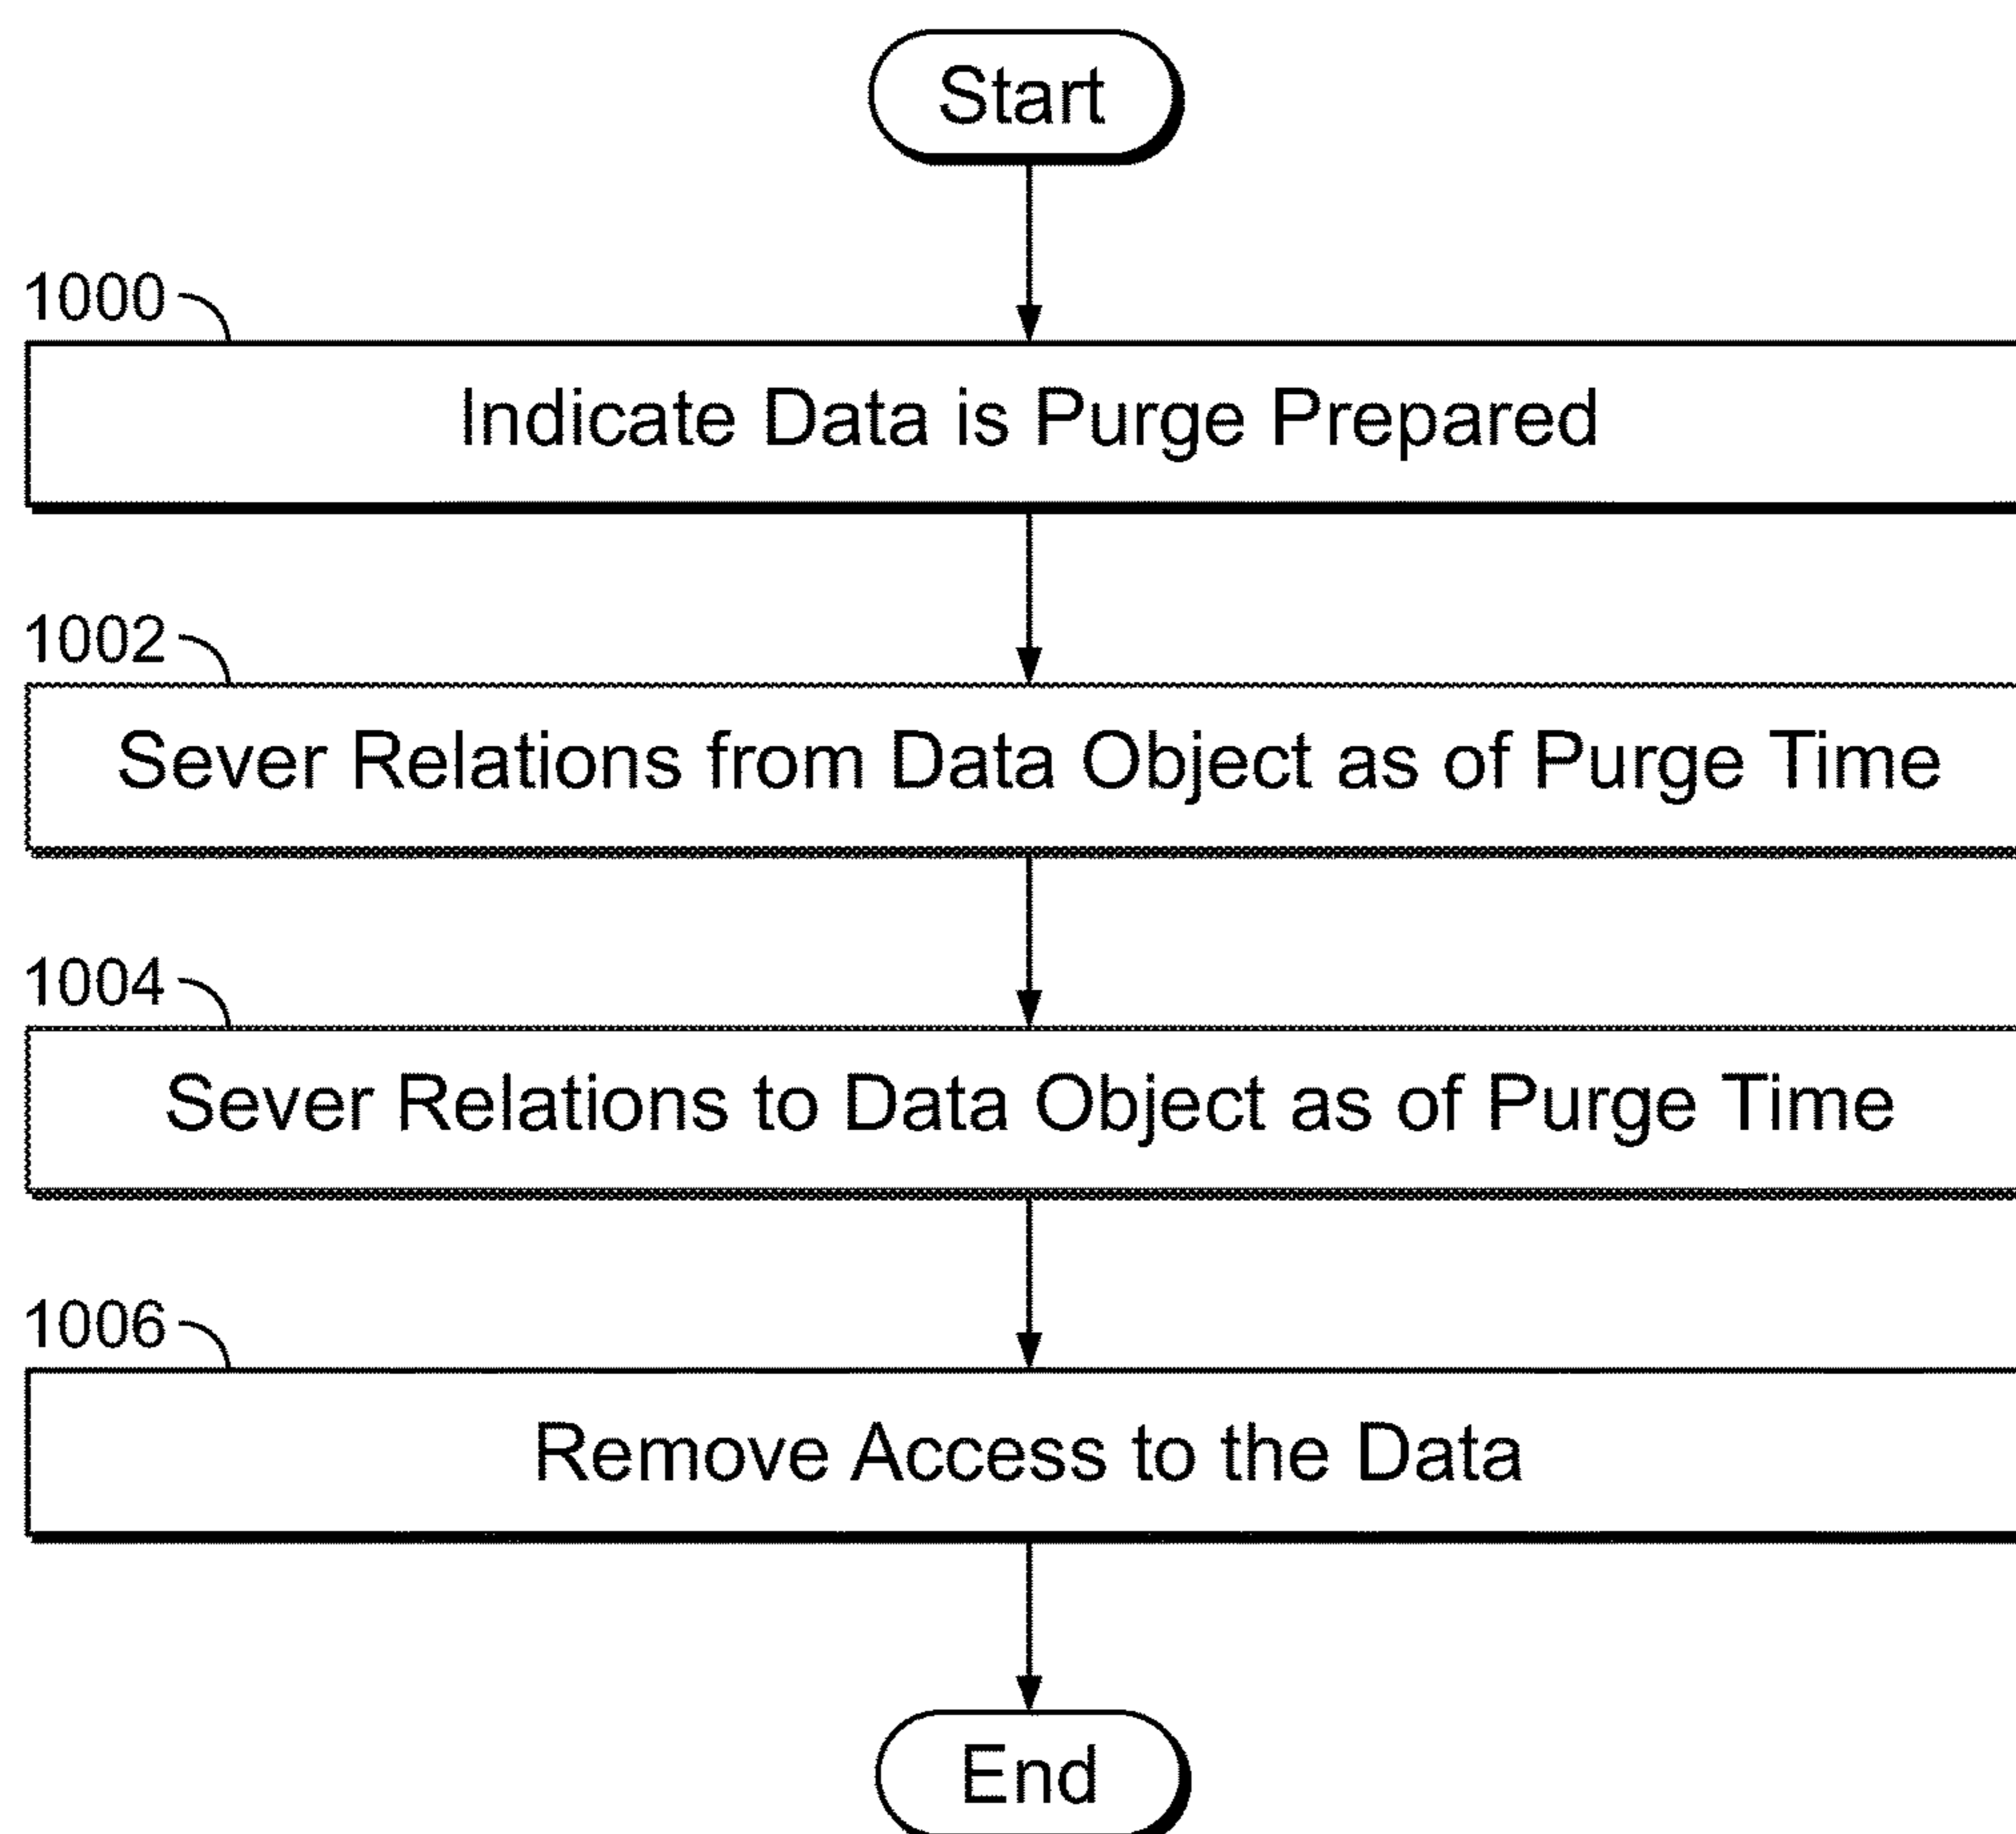 Start
1000
Indicate Data is Purge Prepared
1002
Sever Relations from Data Object as of Purge Time
1004
Sever Relations to Data Object as of Purge Time
1006
Remove Access to the Data
End